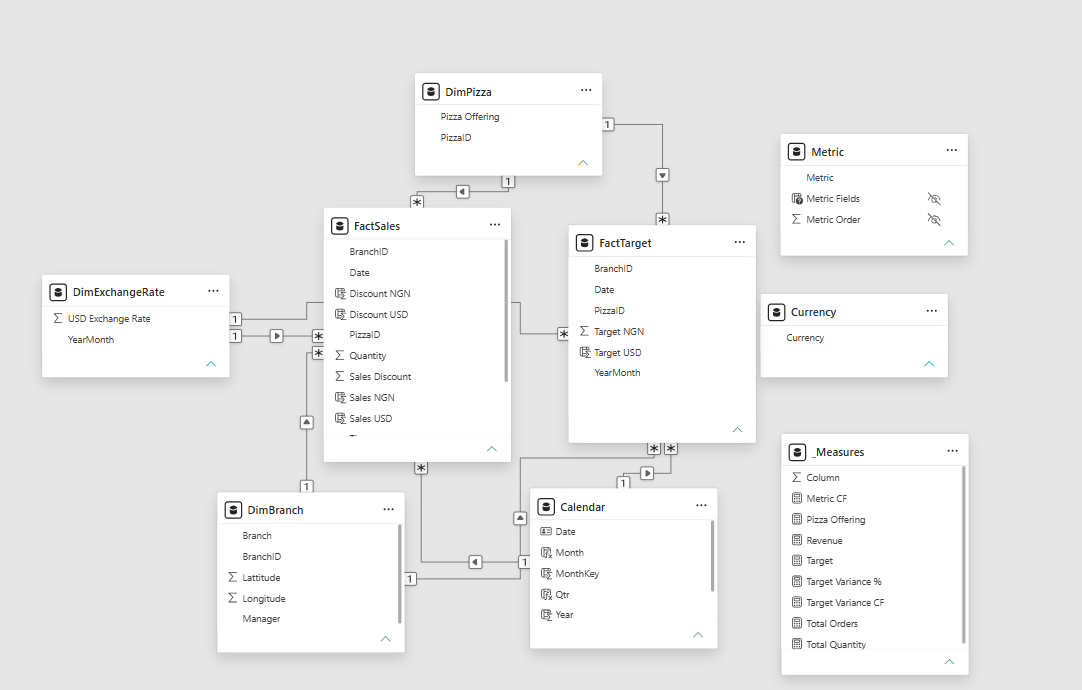 DimPizza
Pizza Offering
PizzaID
1
1
*
*
FactSales
BranchID
Date
Discount NGN
Discount USD
PizzaID
Quantity
Sales Discount
Sales NGN
Sales USD
*
*
*
FactTarget
BranchID
Date
PizzaID
Target NGN
Target USD
YearMonth
*
*
*
Metric
Metric
Metric Fields
Metric Order
DimExchangeRate
USD Exchange Rate
YearMonth
1
1
Currency
Currency
DimBranch
Branch
BranchID
Lattitude
Longitude
Manager
1
1
Calendar
Date
Month
MonthKey
Qtr
Year
1
1
_Measures
Column
Metric CF
Pizza Offering
Revenue
Target
Target Variance %
Target Variance CF
Total Orders
Total Quantity